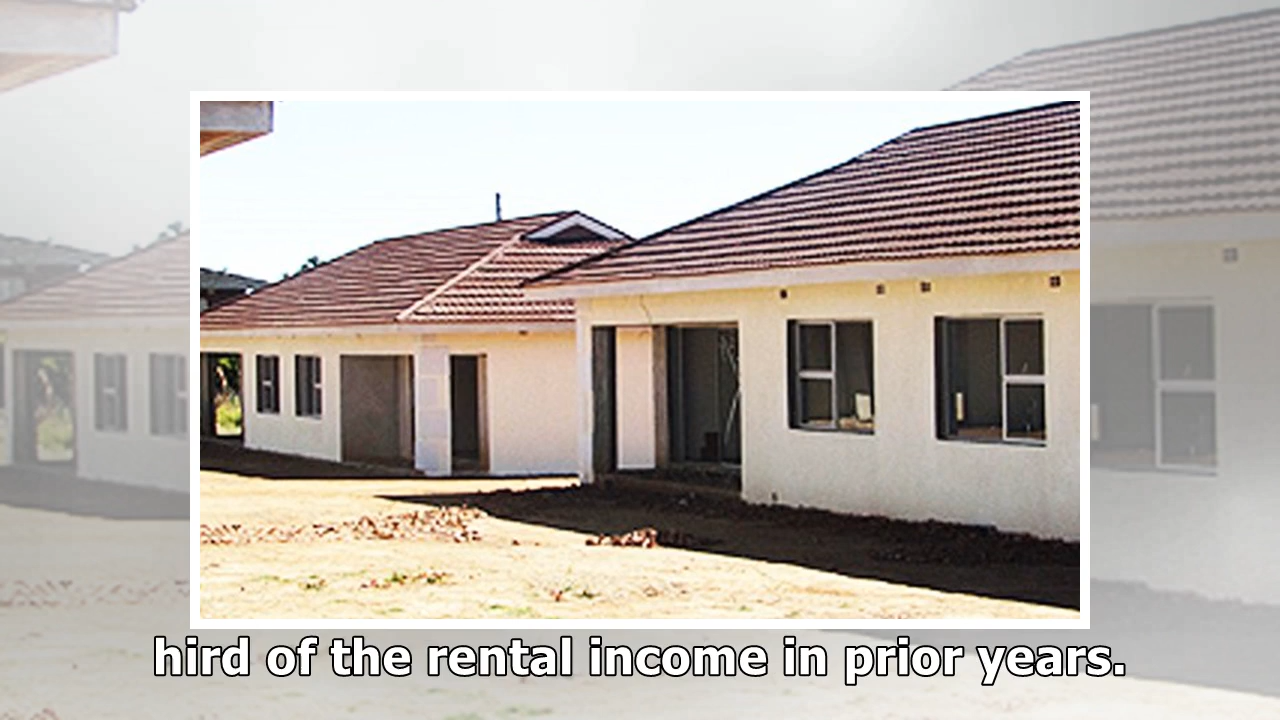 hird of the rental income in prior years.